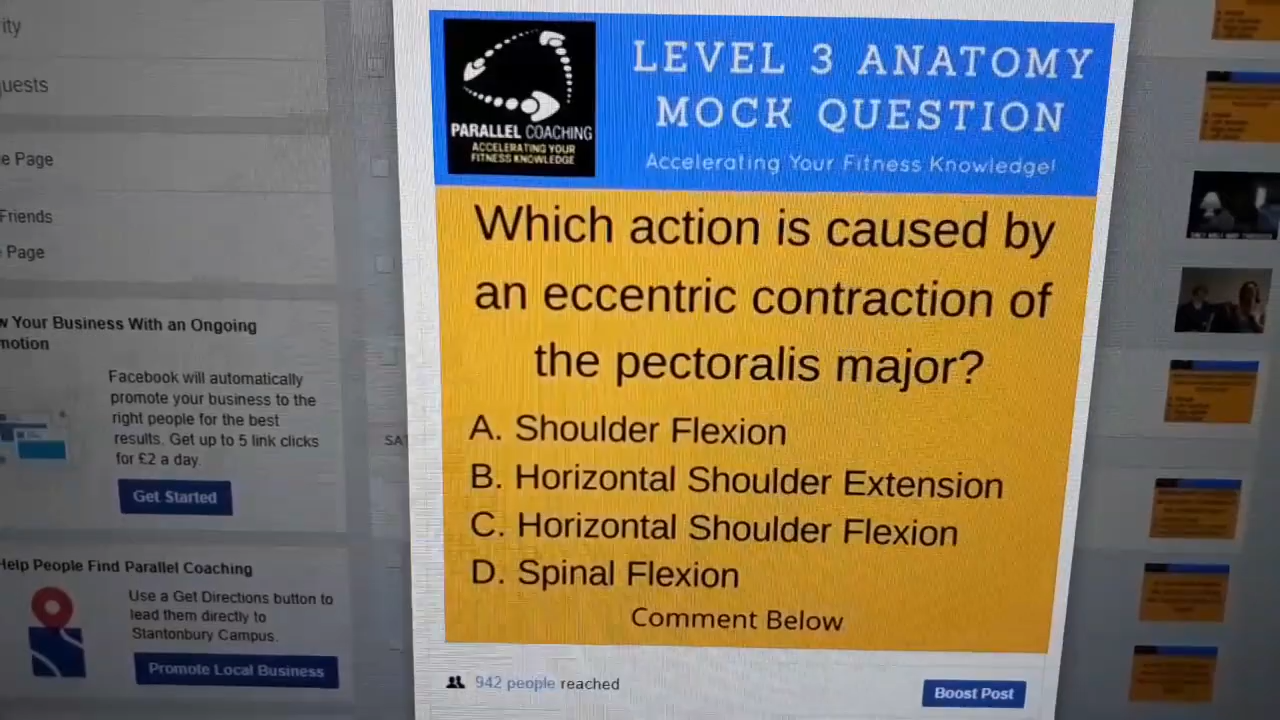 ity
uests
e Page
Friends
Page
w Your Business With an Ongoing
motion
Facebook will automatically
promote your business to the
right people for the best
results. Get up to 5 link clicks
for £2 a day.
Get Started
Help People Find Parallel Coaching
Use a Get Directions button to
lead them directly to
Stantonbury Campus.
Promote Local Business
SAT
PARALLEL COACHING
ACCELERATING YOUR
FITNESS KNOWLEDGE
LEVEL 3 ANATOMY
MOCK QUESTION
Accelerating Your Fitness Knowledge!
Which action is caused by
an eccentric contraction of
the pectoralis major?
A. Shoulder Flexion
B. Horizontal Shoulder Extension
C. Horizontal Shoulder Flexion
D. Spinal Flexion
Comment Below
942 people reached
Boost Post